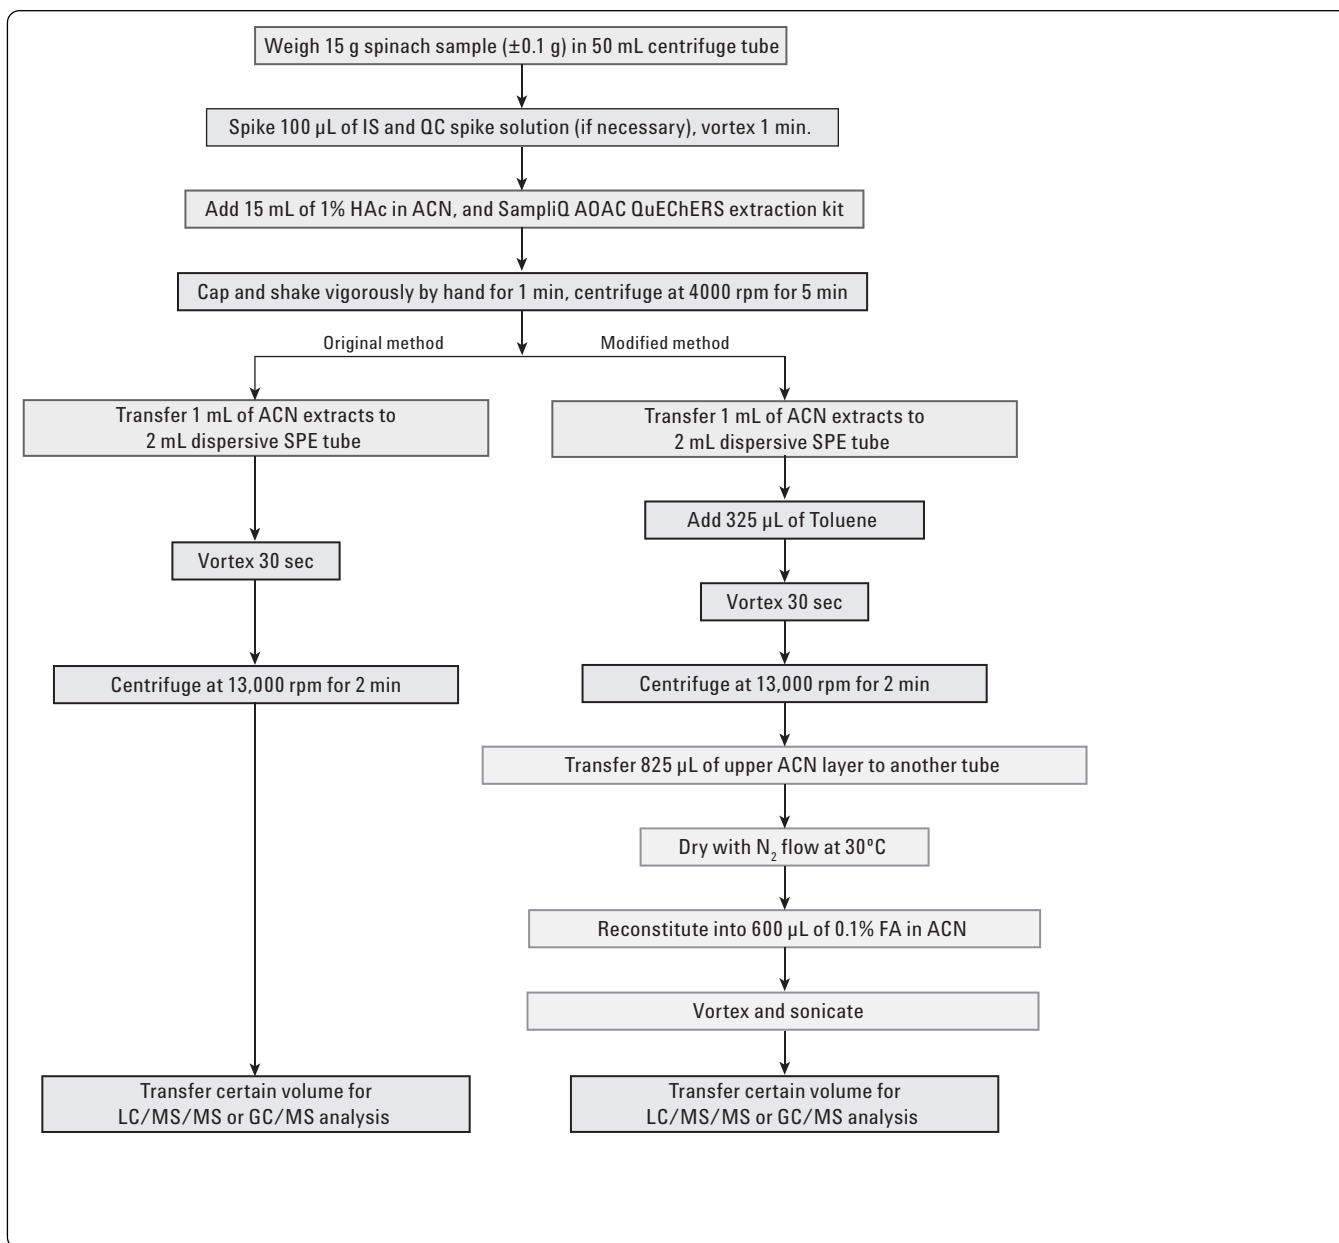 Weigh 15 g spinach sample (±0.1 g) in 50 mL centrifuge tube
Spike 100 µL of IS and QC spike solution (if necessary), vortex 1 min.
Add 15 mL of 1% HAc in ACN, and SampliQ AOAC QuEChERS extraction kit
Cap and shake vigorously by hand for 1 min, centrifuge at 4000 rpm for 5 min
Original method
Transfer 1 mL of ACN extracts to
2 mL dispersive SPE tube
Vortex 30 sec
Centrifuge at 13,000 rpm for 2 min
Transfer certain volume for
LC/MS/MS or GC/MS analysis
Modified method
Transfer 1 mL of ACN extracts to
2 mL dispersive SPE tube
Add 325 µL of Toluene
Vortex 30 sec
Centrifuge at 13,000 rpm for 2 min
Transfer 825 µL of upper ACN layer to another tube
Dry with N₂ flow at 30ºC
Reconstitute into 600 µL of 0.1% FA in ACN
Vortex and sonicate
Transfer certain volume for
LC/MS/MS or GC/MS analysis